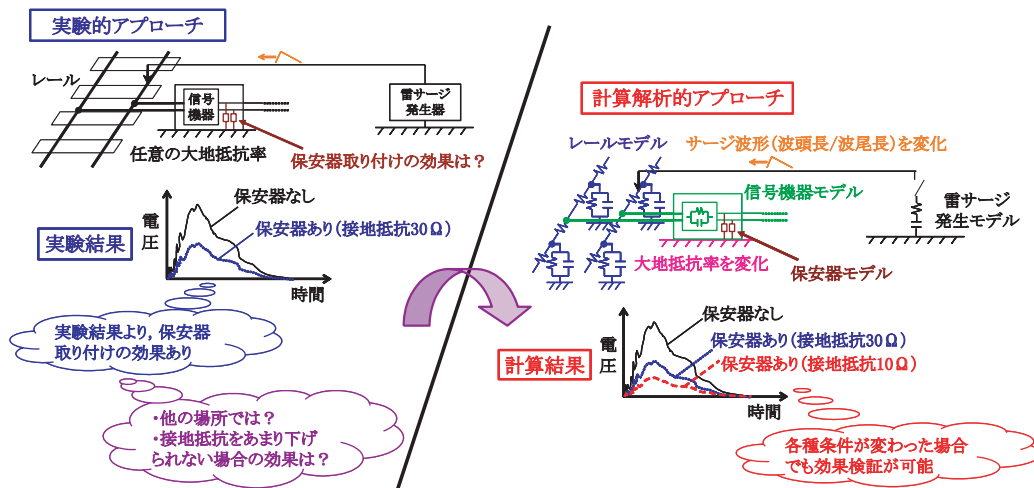 実験的アプローチ
レール
信号
機器
雷サージ
発生器
任意の大地抵抗率
保安器取り付けの効果は？
実験結果
電
圧
保安器なし
保安器あり（接地抵抗30Ω）
時間
実験結果より，保安器
取り付けの効果あり
・他の場所では？
・接地抵抗をあまり下げ
られない場合の効果は？
計算解析的アプローチ
レールモデル
サージ波形（波頭長/波尾長）を変化
信号機器モデル
雷サージ
発生モデル
大地抵抗率を変化
保安器モデル
計算結果
電
圧
保安器なし
保安器あり（接地抵抗30Ω）
保安器あり（接地抵抗10Ω）
時間
各種条件が変わった場合
でも効果検証が可能